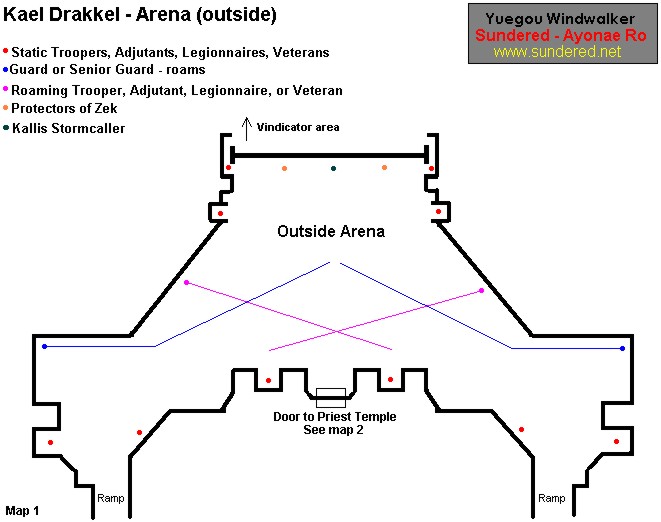 Kael Drakkel - Arena (outside)
Yuegou Windwalker
Sundered - Ayonae Ro
www.sundered.net
Static Troopers, Adjutants, Legionnaires, Veterans
Guard or Senior Guard - roams
Roaming Trooper, Adjutant, Legionnaire, or Veteran
Protectors of Zek
Kallis Stormcaller
Vindicator area
Outside Arena
Door to Priest Temple
See map 2
Ramp
Ramp
Map 1